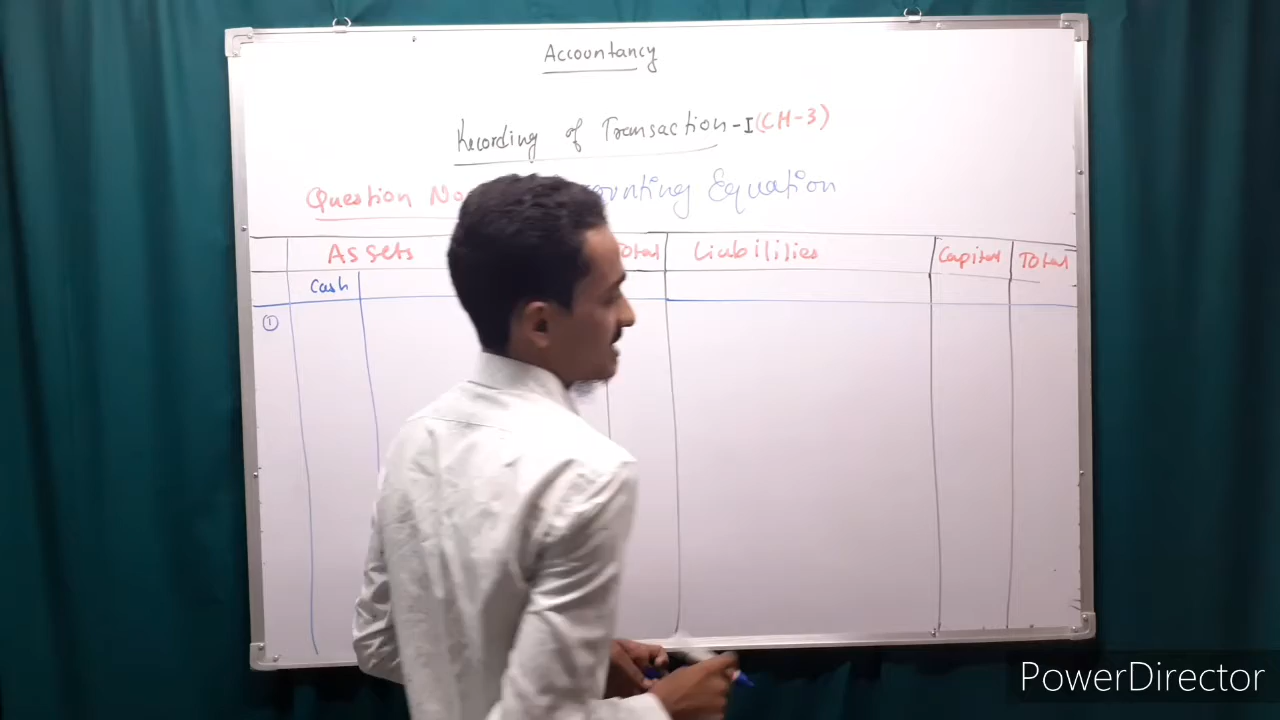 Accountancy
Recording of Transaction-I (CH-3)
Question No Equation
Assets Total Liabilities Capital Total
Cash
①
PowerDirector